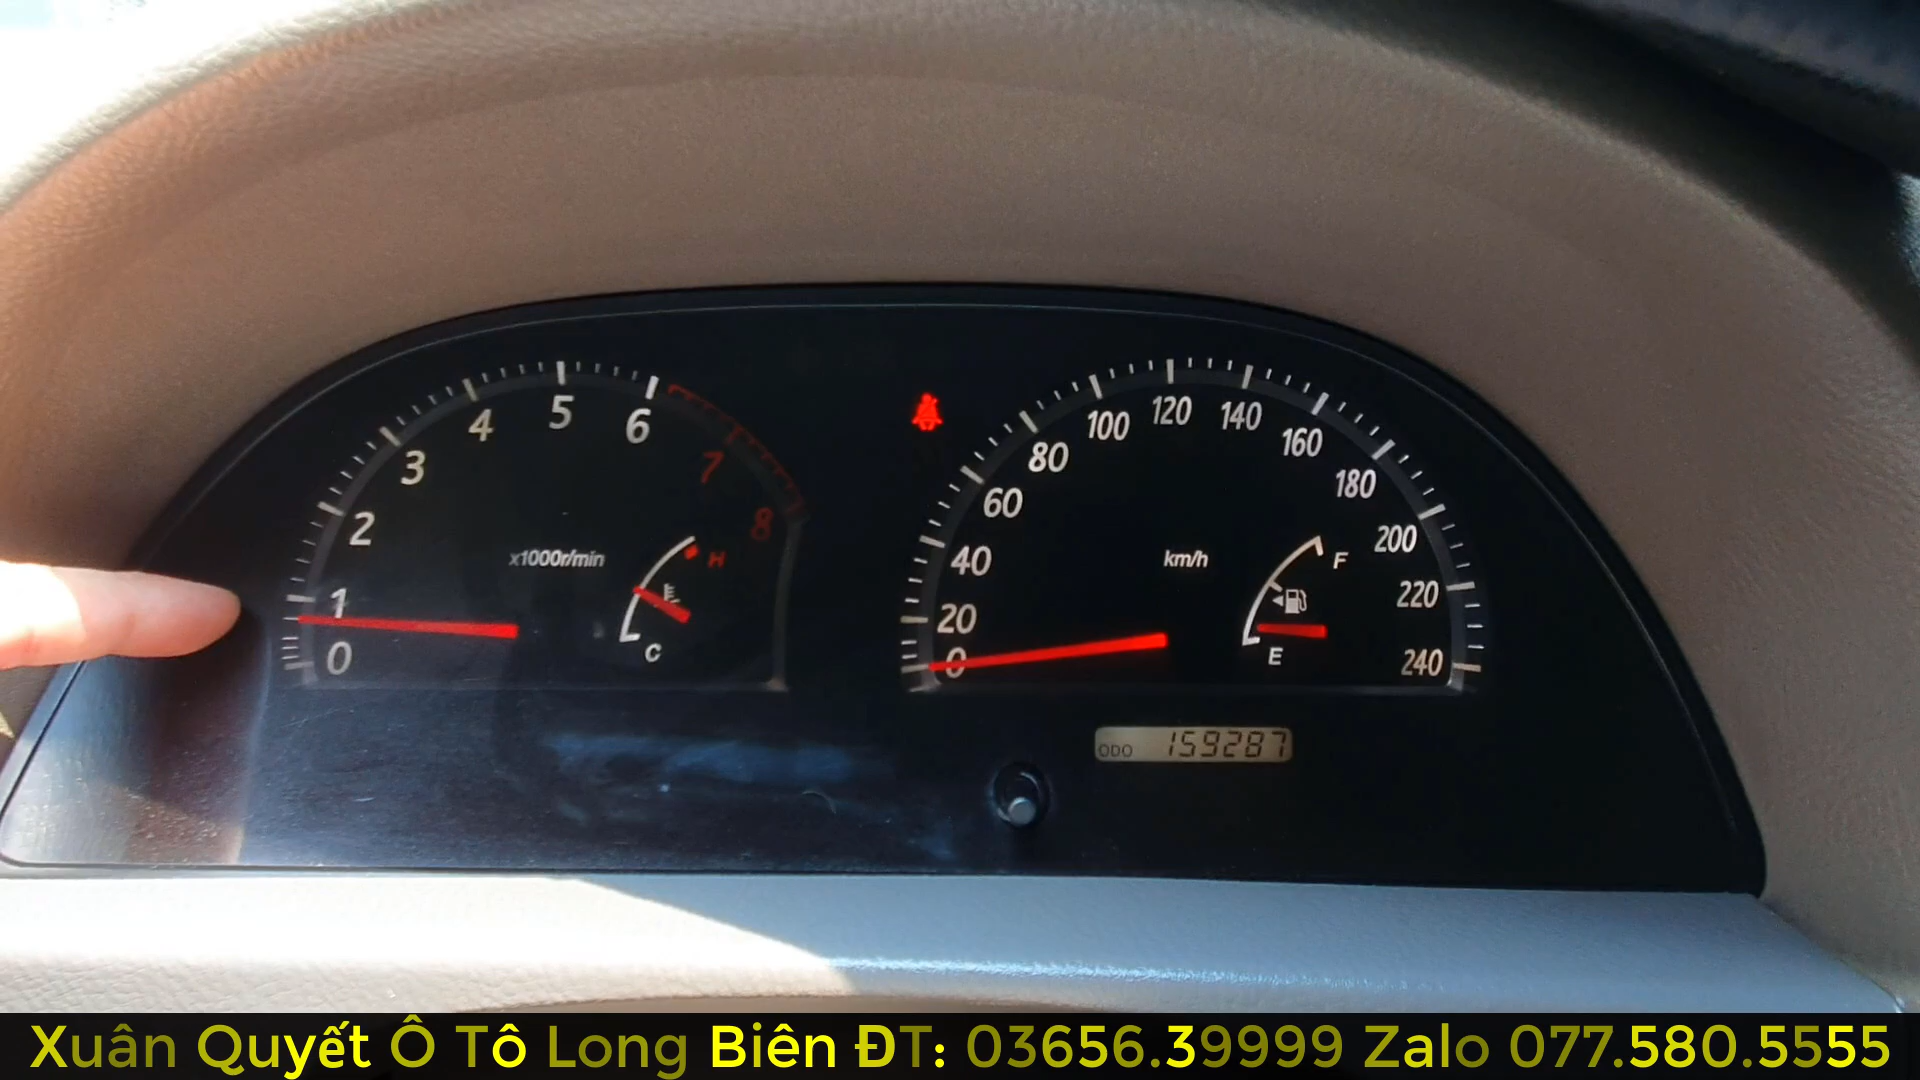 0 1 2 3 4 5 6 7 8
x1000r/min
H
C
0 20 40 60 80 100 120 140 160 180 200 220 240
km/h
F
E
ODO 159287
Xuân Quyết Ô Tô Long Biên ĐT: 03656.39999 Zalo 077.580.5555